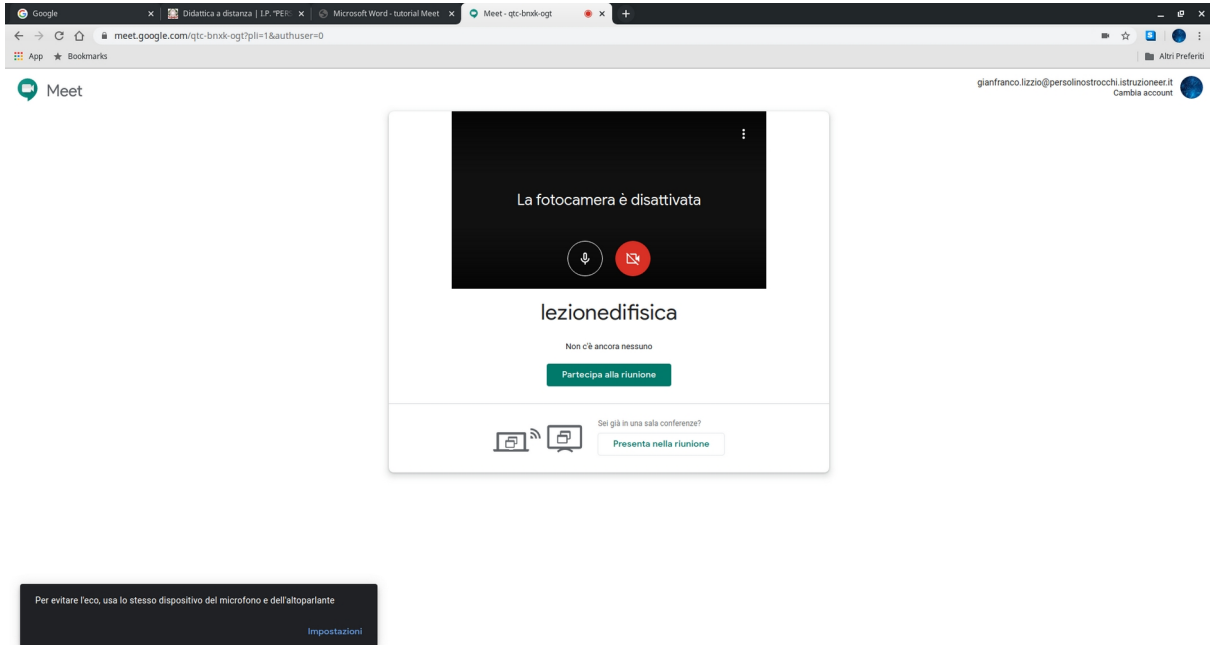 Google
Didattica a distanza | I.P. "PER
Microsoft Word - tutorial Meet
Meet - qtc-bnxk-ogt
meet.google.com/qtc-bnxk-ogt?pli=1&authuser=0
App
Bookmarks
Altri Preferiti
Meet
gianfranco.lizzio@persolinostrocchi.istruzioneer.it
Cambia account
La fotocamera è disattivata
lezionedifisica
Non c'è ancora nessuno
Partecipa alla riunione
Sei già in una sala conferenze?
Presenta nella riunione
Per evitare l'eco, usa lo stesso dispositivo del microfono e dell'altoparlante
Impostazioni